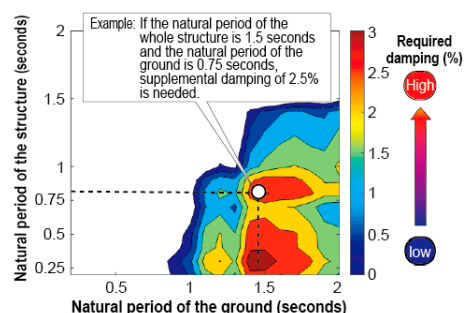 Example: If the natural period of the
whole structure is 1.5 seconds
and the natural period of the
ground is 0.75 seconds,
supplemental damping of 2.5%
is needed.
Natural period of the structure (seconds)
2
1.5
1
0.75
0.5
0.25
0.5
1.0
1.5
2
Natural period of the ground (seconds)
3
2.5
2
1.5
1
0.5
0
Required
damping (%)
High
low